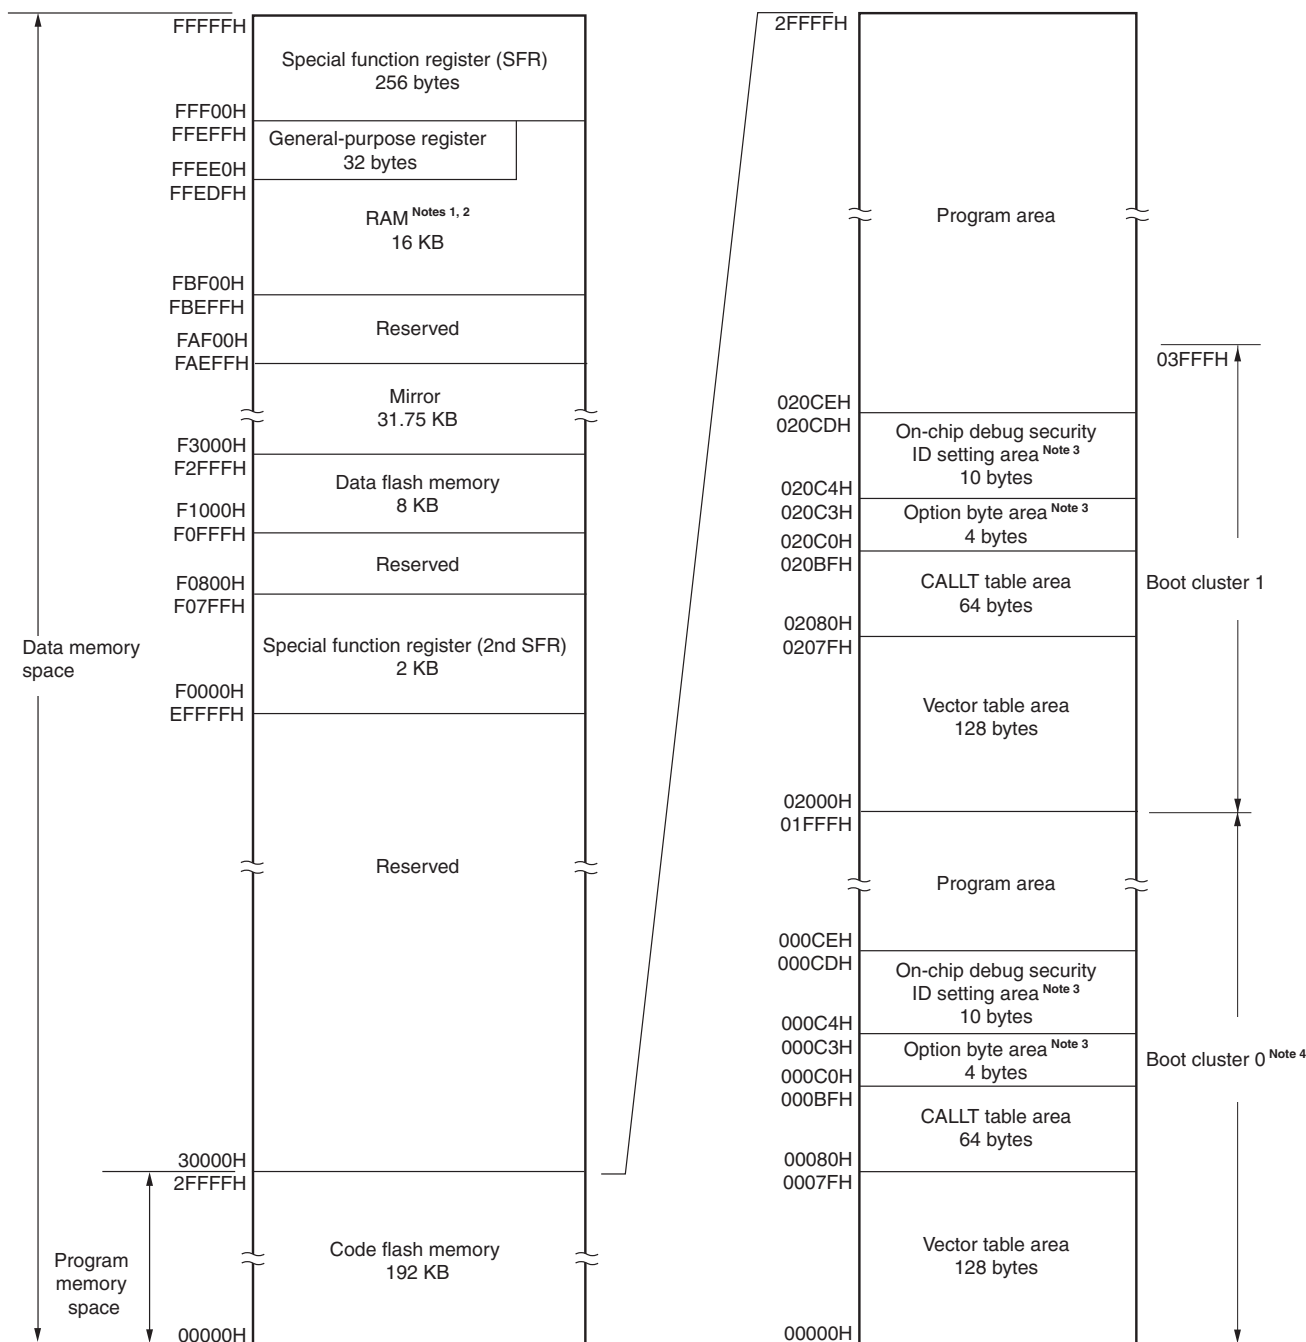 FFFFFH
Special function register (SFR)
256 bytes
FFF00H
FFEFFH
General-purpose register
32 bytes
FFEE0H
FFEDFH
RAM Notes 1, 2
16 KB
FBF00H
FBEFFH
Reserved
FAF00H
FAEFFH
Mirror
31.75 KB
F3000H
F2FFFH
Data flash memory
8 KB
F1000H
F0FFFH
Reserved
F0800H
F07FFH
Special function register (2nd SFR)
2 KB
Data memory
space
F0000H
EFFFFH
Reserved
30000H
2FFFFH
Code flash memory
192 KB
Program
memory
space
00000H
2FFFFH
Program area
03FFFH
020CEH
020CDH
On-chip debug security
ID setting area Note 3
10 bytes
020C4H
020C3H
Option byte area Note 3
4 bytes
020C0H
020BFH
CALLT table area
64 bytes
Boot cluster 1
02080H
0207FH
Vector table area
128 bytes
02000H
01FFFH
Program area
000CEH
000CDH
On-chip debug security
ID setting area Note 3
10 bytes
000C4H
000C3H
Option byte area Note 3
4 bytes
Boot cluster 0 Note 4
000C0H
000BFH
CALLT table area
64 bytes
00080H
0007FH
Vector table area
128 bytes
00000H